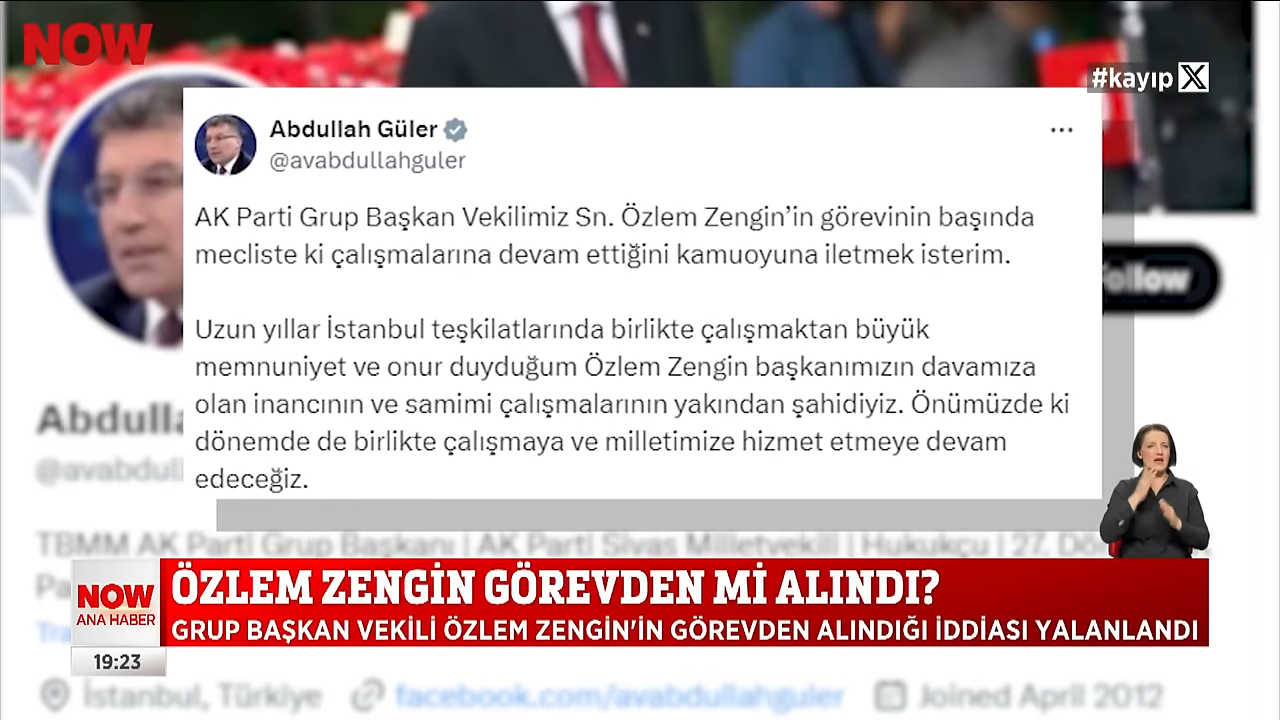 NOW
#kayıp X
Abdullah Güler
@avabdullahguler
AK Parti Grup Başkan Vekilimiz Sn. Özlem Zengin’in görevinin başında
mecliste ki çalışmalarına devam ettiğini kamuoyuna iletmek isterim.
Uzun yıllar İstanbul teşkilatlarında birlikte çalışmaktan büyük
memnuniyet ve onur duyduğum Özlem Zengin başkanımızın davamıza
olan inancının ve samimi çalışmalarının yakından şahidiyiz. Önümüzde ki
dönemde de birlikte çalışmaya ve milletimize hizmet etmeye devam
edeceğiz.
Follow
Abdull
@avabdull
TBMM AK Parti Grup Başkanı | AK Parti Sivas Milletvekili | Hukukçu | 27. Dö
NOW
ANA HABER
19:23
ÖZLEM ZENGİN GÖREVDEN Mİ ALINDI?
GRUP BAŞKAN VEKİLİ ÖZLEM ZENGİN'İN GÖREVDEN ALINDIĞI İDDİASI YALANLANDI
İstanbul, Türkiye facebook.com/avabdullahguler Joined April 2012